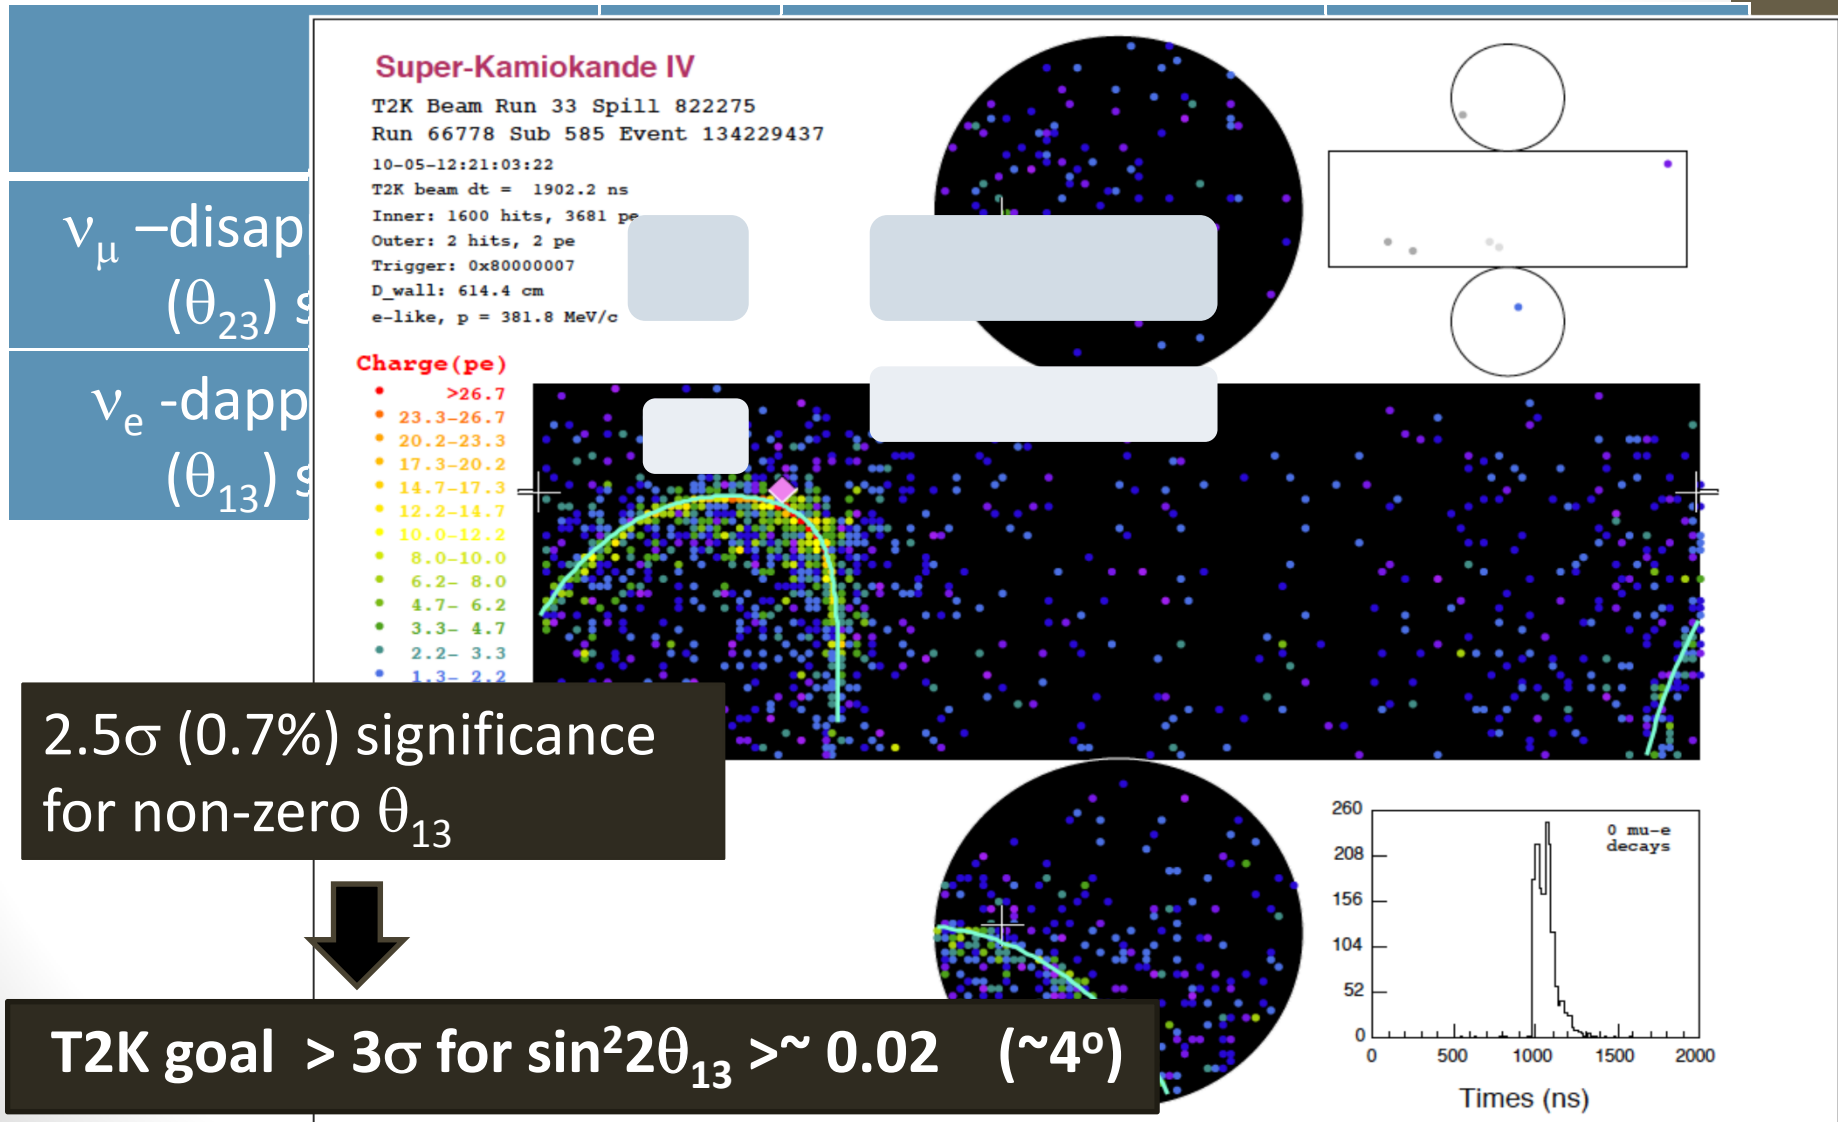 νμ –disap
(θ23) s
νe -dapp
(θ13) s
Super-Kamiokande IV
T2K Beam Run 33 Spill 822275
Run 66778 Sub 585 Event 134229437
10-05-12:21:03:22
T2K beam dt = 1902.2 ns
Inner: 1600 hits, 3681 pe
Outer: 2 hits, 2 pe
Trigger: 0x80000007
D_wall: 614.4 cm
e-like, p = 381.8 MeV/c
Charge(pe)
>26.7
23.3-26.7
20.2-23.3
17.3-20.2
14.7-17.3
12.2-14.7
10.0-12.2
8.0-10.0
6.2- 8.0
4.7- 6.2
3.3- 4.7
2.2- 3.3
1.3- 2.2
2.5σ (0.7%) significance
for non-zero θ13
T2K goal > 3σ for sin²2θ13 >~ 0.02 (~4º)
0 mu-e
decays
260
208
156
104
52
0
0 500 1000 1500 2000
Times (ns)